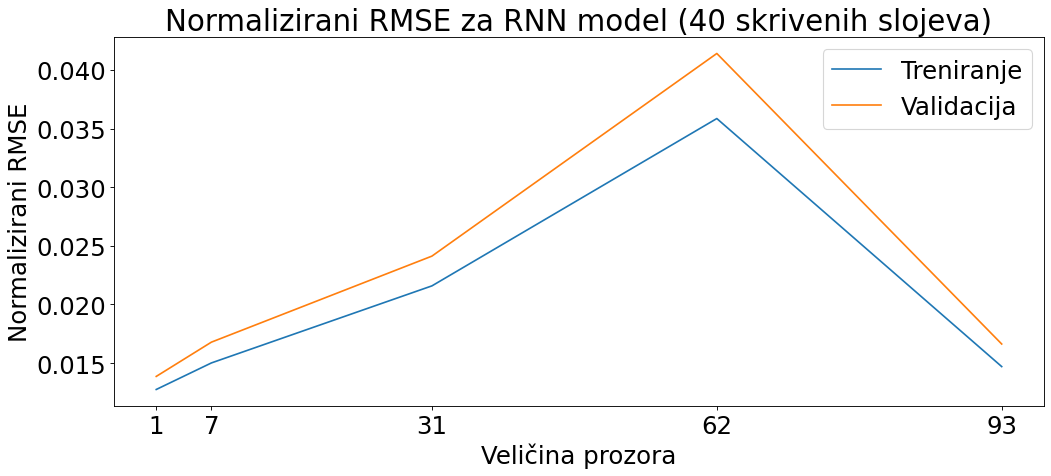 Normalizirani RMSE za RNN model (40 skrivenih slojeva)
Normalizirani RMSE
0.040
0.035
0.030
0.025
0.020
0.015
Treniranje
Validacija
1 7 31 62 93
Veličina prozora